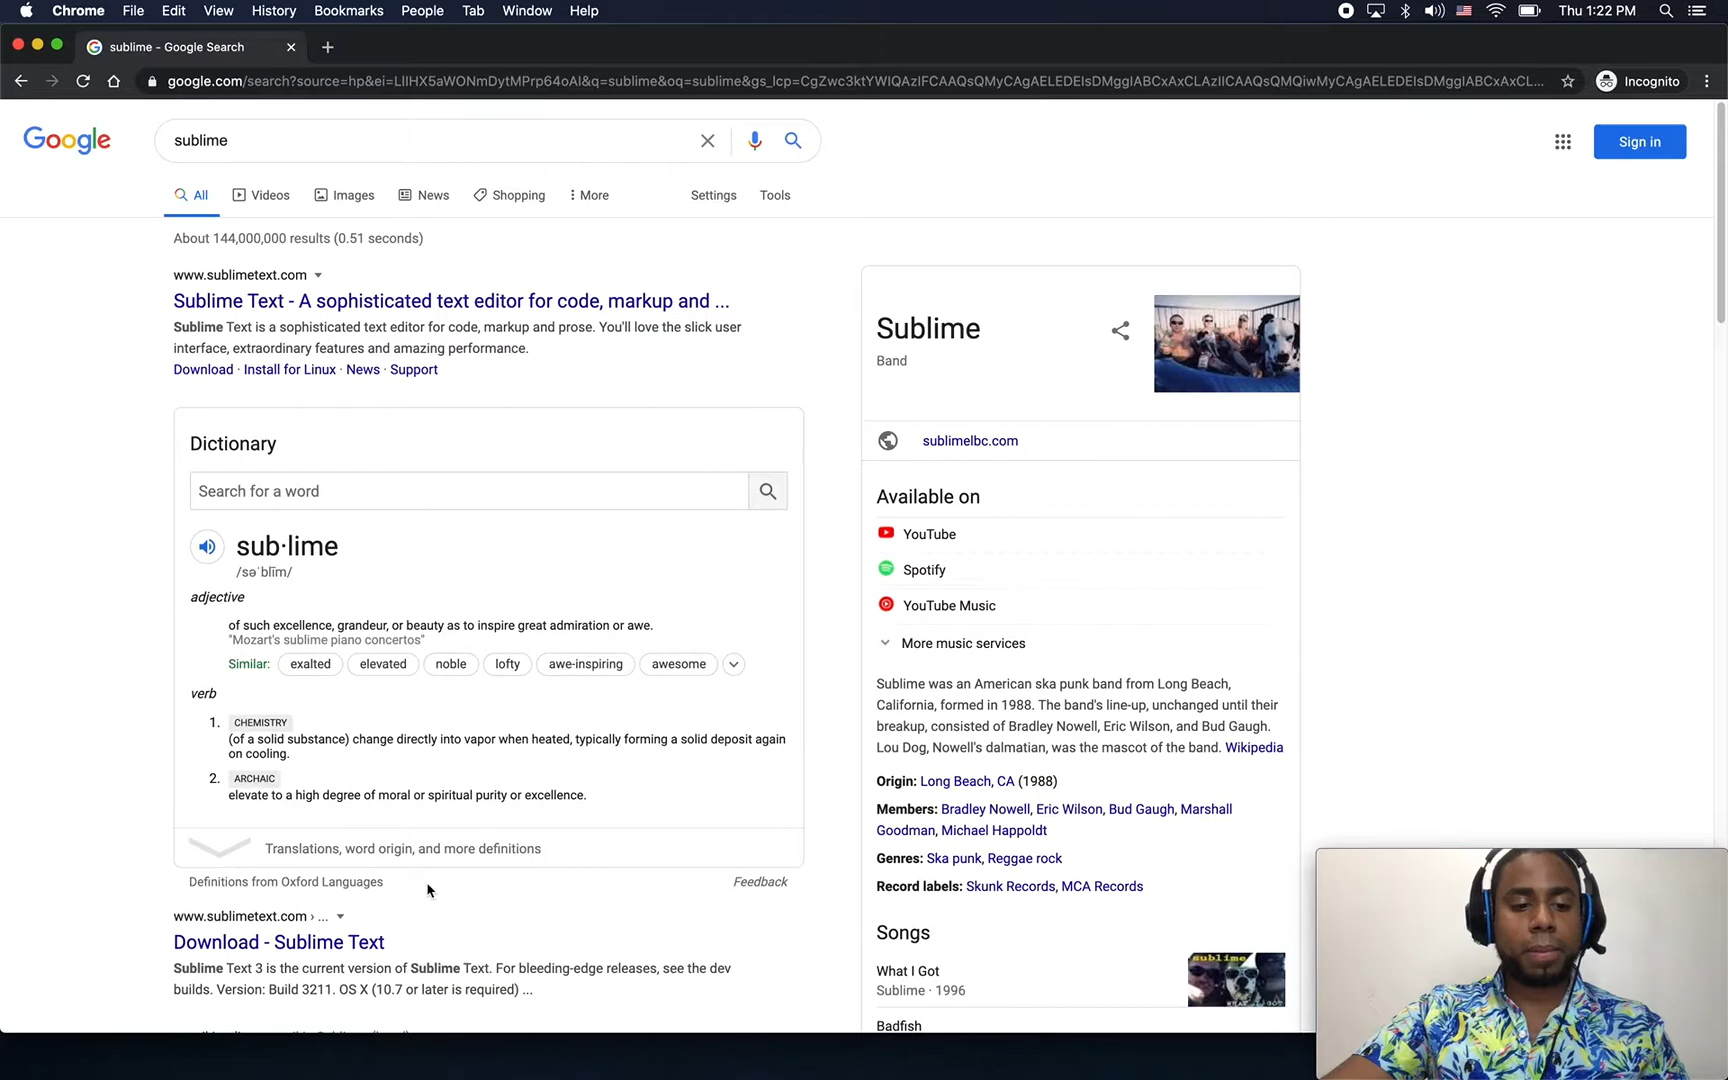 Chrome File Edit View History Bookmarks People Tab Window Help Thu 1:22 PM
sublime - Google Search
google.com/search?source=hp&ei=LIIHX5aWONmDytMPrp64oAI&q=sublime&oq=sublime&gs_lcp=CgZwc3ktYWIQAzIFCAAQsQMyCAgAELEDEIsDMggIABCxAxCLAzIICAAQsQMQiwMyCAgAELEDEIsDMggIABCxAxCL... Incognito
Google
sublime
Sign in
All Videos Images News Shopping More Settings Tools
About 144,000,000 results (0.51 seconds)
www.sublimetext.com
Sublime Text - A sophisticated text editor for code, markup and ...
Sublime Text is a sophisticated text editor for code, markup and prose. You'll love the slick user
interface, extraordinary features and amazing performance.
Download · Install for Linux · News · Support
Dictionary
Search for a word
sub·lime
/səˈblīm/
adjective
of such excellence, grandeur, or beauty as to inspire great admiration or awe.
"Mozart's sublime piano concertos"
Similar: exalted elevated noble lofty awe-inspiring awesome
verb
1. CHEMISTRY
(of a solid substance) change directly into vapor when heated, typically forming a solid deposit again
on cooling.
2. ARCHAIC
elevate to a high degree of moral or spiritual purity or excellence.
Translations, word origin, and more definitions
Definitions from Oxford Languages Feedback
www.sublimetext.com › ...
Download - Sublime Text
Sublime Text 3 is the current version of Sublime Text. For bleeding-edge releases, see the dev
builds. Version: Build 3211. OS X (10.7 or later is required) ...
Sublime
Band
sublimelbc.com
Available on
YouTube
Spotify
YouTube Music
More music services
Sublime was an American ska punk band from Long Beach,
California, formed in 1988. The band's line-up, unchanged until their
breakup, consisted of Bradley Nowell, Eric Wilson, and Bud Gaugh.
Lou Dog, Nowell's dalmatian, was the mascot of the band. Wikipedia
Origin: Long Beach, CA (1988)
Members: Bradley Nowell, Eric Wilson, Bud Gaugh, Marshall
Goodman, Michael Happoldt
Genres: Ska punk, Reggae rock
Record labels: Skunk Records, MCA Records
Songs
What I Got
Sublime · 1996
sublime
WHAT I GOT
Badfish